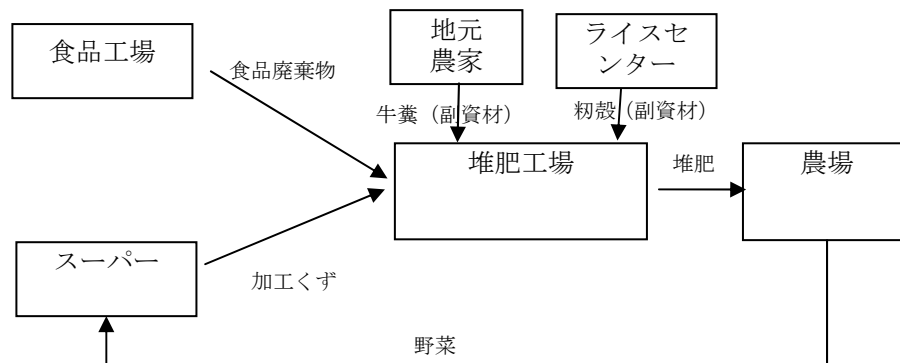 食品工場
地元
農家
ライスセ
ンター
食品廃棄物
牛糞（副資材）
籾殻（副資材）
堆肥工場
堆肥
農場
スーパー
加工くず
野菜